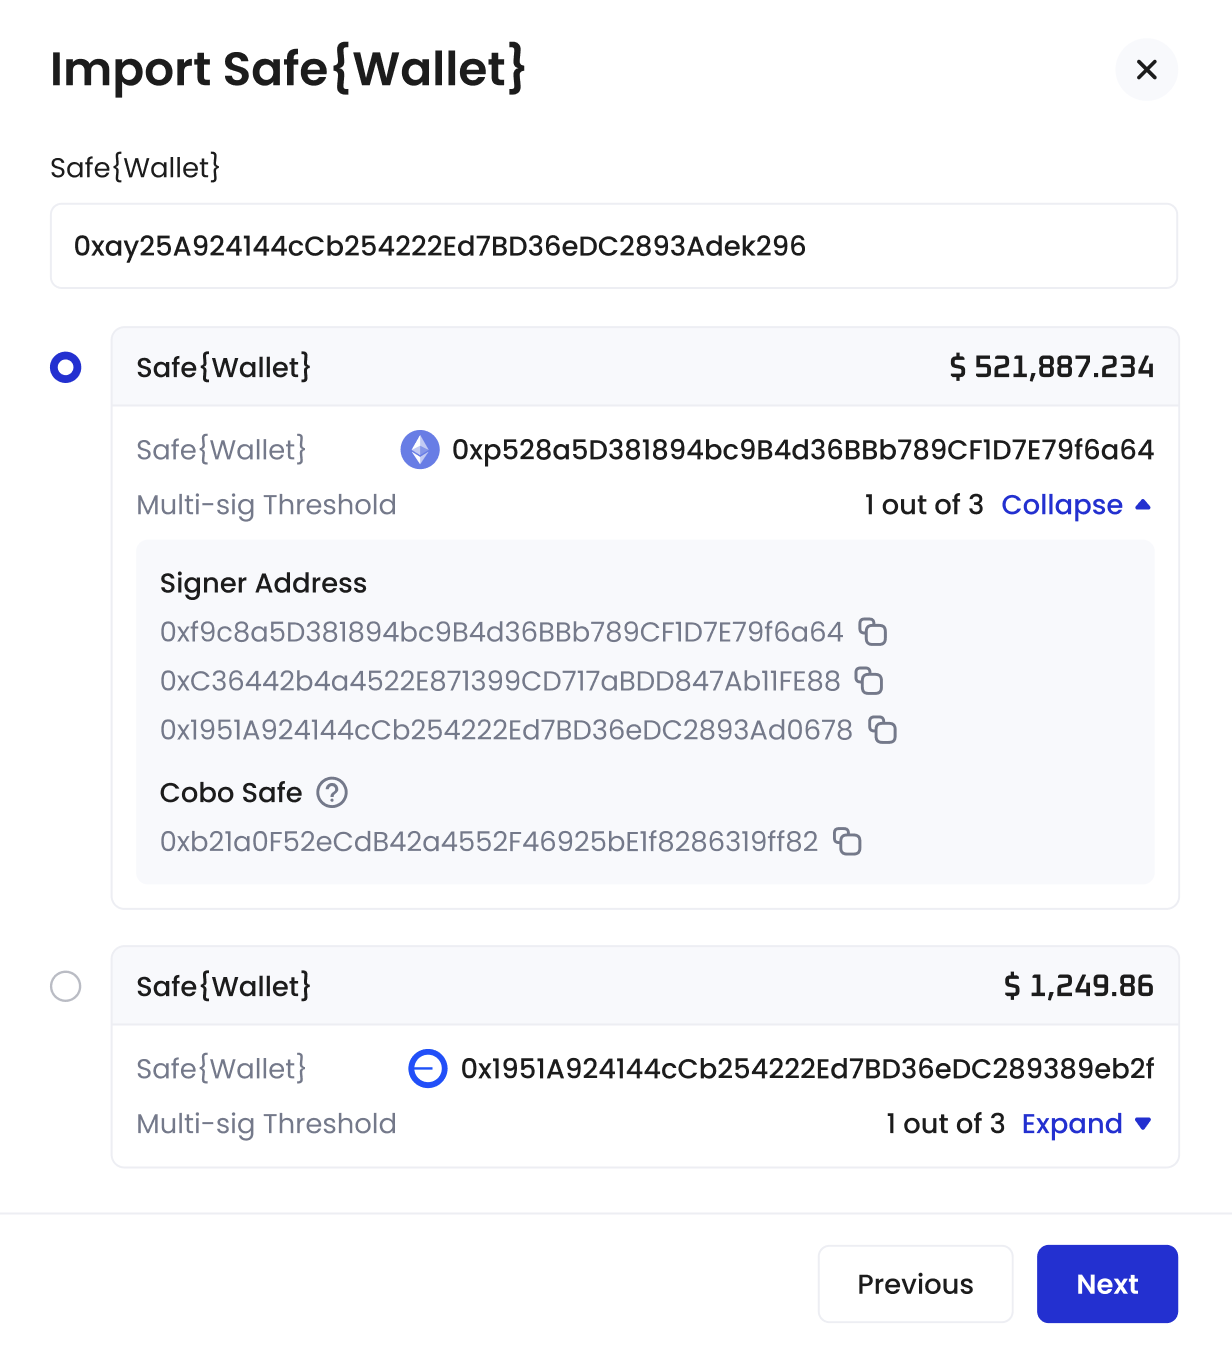 Import Safe{Wallet}
Safe{Wallet}
0xay25A924144cCb254222Ed7BD36eDC2893Adek296
Safe{Wallet} $ 521,887.234
Safe{Wallet} 0xp528a5D381894bc9B4d36BBb789CF1D7E79f6a64
Multi-sig Threshold 1 out of 3 Collapse
Signer Address
0xf9c8a5D381894bc9B4d36BBb789CF1D7E79f6a64
0xC36442b4a4522E871399CD717aBDD847Ab11FE88
0x1951A924144cCb254222Ed7BD36eDC2893Ad0678
Cobo Safe
0xb21a0F52eCdB42a4552F46925bE1f8286319ff82
Safe{Wallet} $ 1,249.86
Safe{Wallet} 0x1951A924144cCb254222Ed7BD36eDC289389eb2f
Multi-sig Threshold 1 out of 3 Expand
Previous Next